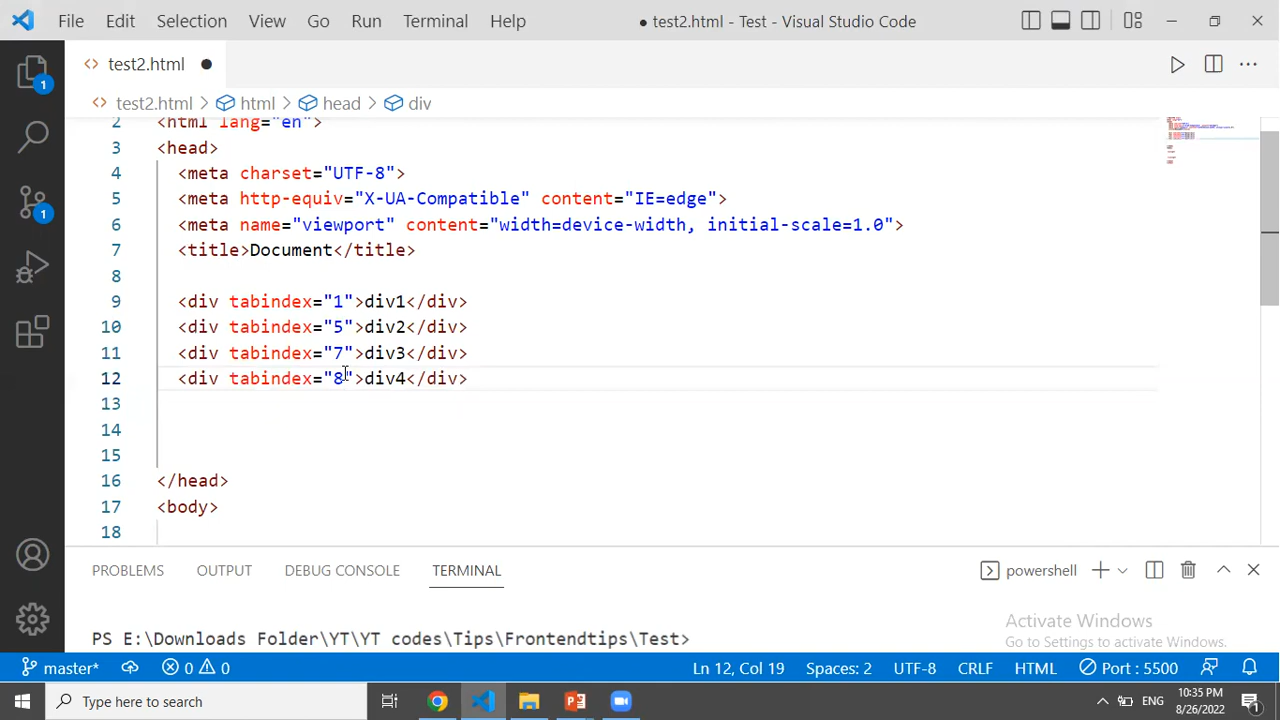 File Edit Selection View Go Run Terminal Help ● test2.html - Test - Visual Studio Code
1 <> test2.html ●
<> test2.html > html > head > div
2 <html lang="en">
3 <head>
4 <meta charset="UTF-8">
5 <meta http-equiv="X-UA-Compatible" content="IE=edge">
6 <meta name="viewport" content="width=device-width, initial-scale=1.0">
7 <title>Document</title>
8
9 <div tabindex="1">div1</div>
10 <div tabindex="5">div2</div>
11 <div tabindex="7">div3</div>
12 <div tabindex="8">div4</div>
13
14
15
16 </head>
17 <body>
18
1
PROBLEMS OUTPUT DEBUG CONSOLE TERMINAL powershell
PS E:\Downloads Folder\YT\YT codes\Tips\Frontendtips\Test>
Activate Windows
Go to Settings to activate Windows.
master* 0 0 Ln 12, Col 19 Spaces: 2 UTF-8 CRLF HTML Port : 5500
Type here to search ENG 10:35 PM
8/26/2022 1